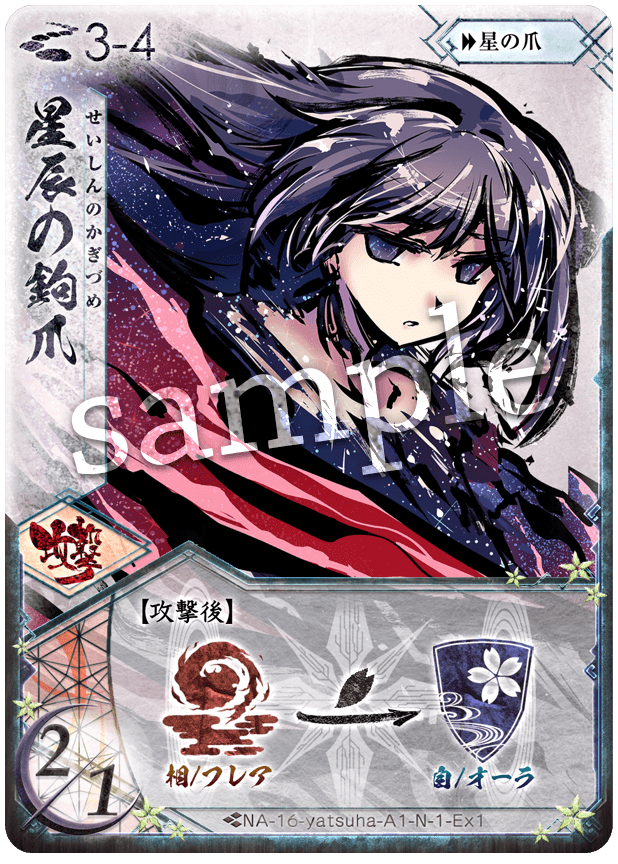 3-4
▶▶星の爪
せいしんのかぎづめ
星辰の鉤爪
sample
攻撃
【攻撃後】
相/フレア
自/オーラ
2/1
NA-16-yatsuha-A1-N-1-Ex1